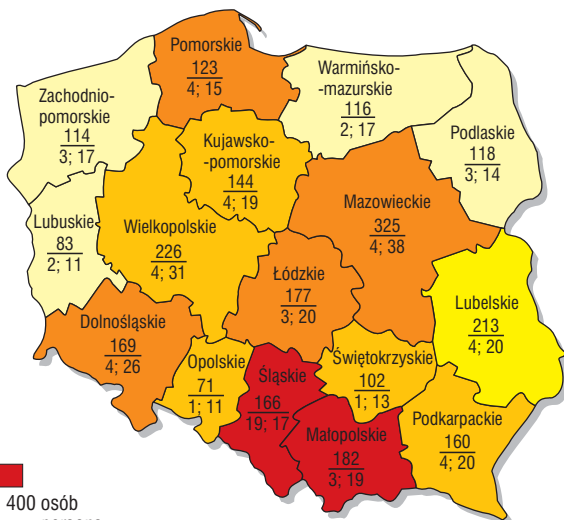 Pomorskie
123
4; 15
Warmińsko-
mazurskie
116
2; 17
Zachodnio-
pomorskie
114
3; 17
Podlaskie
118
3; 14
Kujawsko-
-pomorskie
144
4; 19
Mazowieckie
325
4; 38
Lubuskie
83
2; 11
Wielkopolskie
226
4; 31
Łódzkie
177
3; 20
Lubelskie
213
4; 20
Dolnośląskie
169
4; 26
Opolskie
71
1; 11
Śląskie
166
19; 17
Świętokrzyskie
102
1; 13
Małopolskie
182
3; 19
Podkarpackie
160
4; 20
400 osób